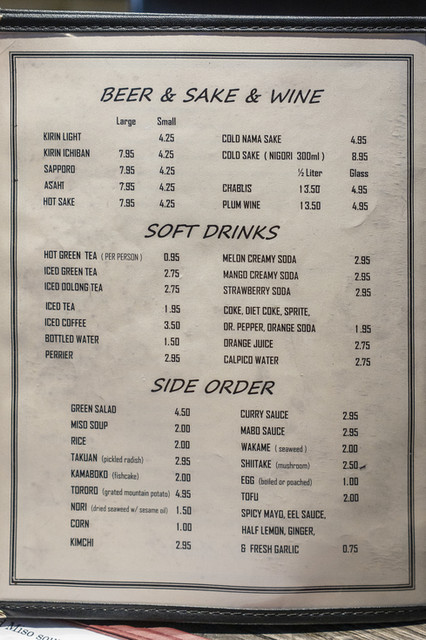 BEER & SAKE & WINE
Large Small
KIRIN LIGHT 4.25
KIRIN ICHIBAN 7.95 4.25
SAPPORO 7.95 4.25
ASAHI 7.95 4.25
HOT SAKE 7.95 4.25
COLD NAMA SAKE 4.95
COLD SAKE ( NIGORI 300ml ) 8.95
½ Liter Glass
CHABLIS 13.50 4.95
PLUM WINE 13.50 4.95
SOFT DRINKS
HOT GREEN TEA ( PER PERSON ) 0.95
ICED GREEN TEA 2.75
ICED OOLONG TEA 2.75
ICED TEA 1.95
ICED COFFEE 3.50
BOTTLED WATER 1.50
PERRIER 2.95
MELON CREAMY SODA 2.95
MANGO CREAMY SODA 2.95
STRAWBERRY SODA 2.95
COKE, DIET COKE, SPRITE,
DR. PEPPER, ORANGE SODA 1.95
ORANGE JUICE 2.75
CALPICO WATER 2.75
SIDE ORDER
GREEN SALAD 4.50
MISO SOUP 2.00
RICE 2.00
TAKUAN (pickled radish) 2.95
KAMABOKO (fishcake) 2.00
TORORO (grated mountain potato) 4.95
NORI (dried seaweed w/ sesame oil) 1.50
CORN 1.00
KIMCHI 2.95
CURRY SAUCE 2.95
MABO SAUCE 2.95
WAKAME ( seaweed ) 2.00
SHIITAKE (mushroom) 2.50
EGG (boiled or poached) 1.00
TOFU 2.00
SPICY MAYO, EEL SAUCE,
HALF LEMON, GINGER,
& FRESH GARLIC 0.75
Miso